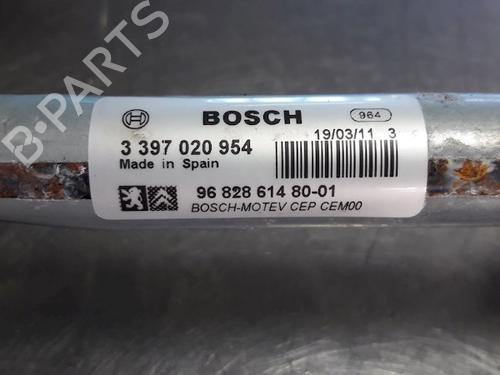 BOSCH
964
3 397 020 954
19/03/11 3
Made in Spain
96 828 614 80-01
BOSCH-MOTEV CEP CEM00
B-PARTS
B-PARTS